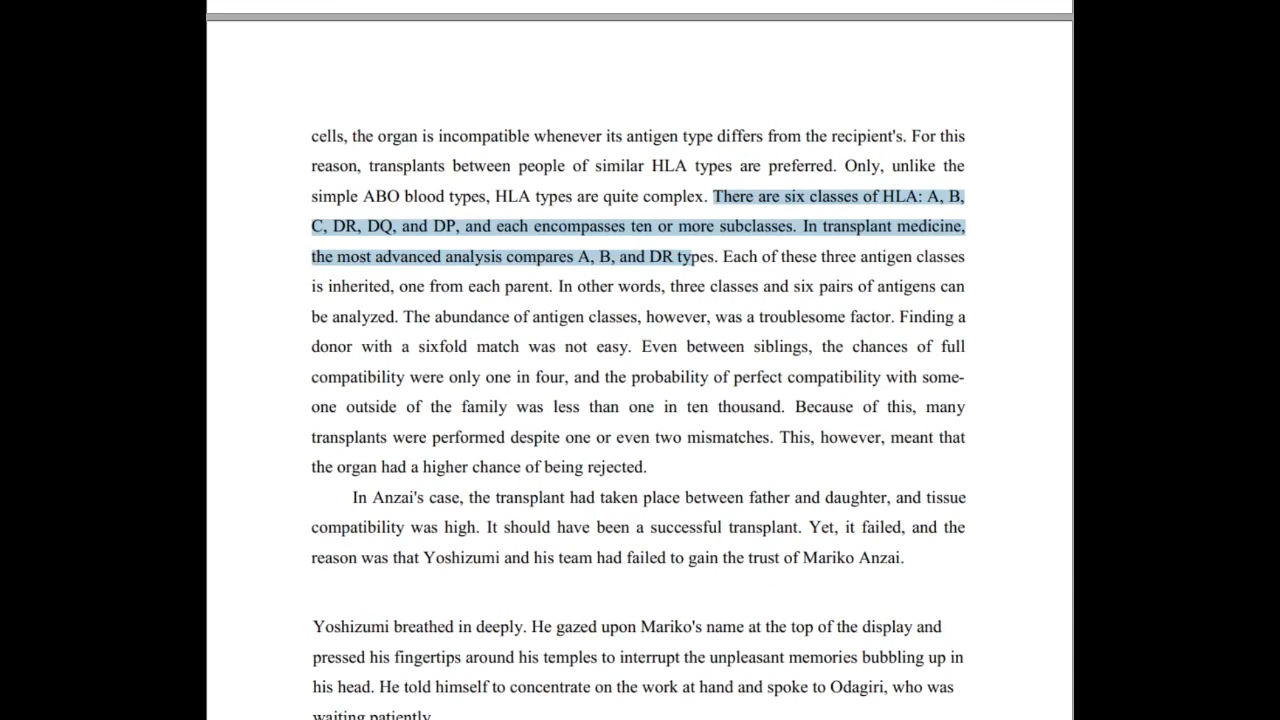 cells, the organ is incompatible whenever its antigen type differs from the recipient's. For this
reason, transplants between people of similar HLA types are preferred. Only, unlike the
simple ABO blood types, HLA types are quite complex. There are six classes of HLA: A, B,
C, DR, DQ, and DP, and each encompasses ten or more subclasses. In transplant medicine,
the most advanced analysis compares A, B, and DR types. Each of these three antigen classes
is inherited, one from each parent. In other words, three classes and six pairs of antigens can
be analyzed. The abundance of antigen classes, however, was a troublesome factor. Finding a
donor with a sixfold match was not easy. Even between siblings, the chances of full
compatibility were only one in four, and the probability of perfect compatibility with some-
one outside of the family was less than one in ten thousand. Because of this, many
transplants were performed despite one or even two mismatches. This, however, meant that
the organ had a higher chance of being rejected.
In Anzai's case, the transplant had taken place between father and daughter, and tissue
compatibility was high. It should have been a successful transplant. Yet, it failed, and the
reason was that Yoshizumi and his team had failed to gain the trust of Mariko Anzai.
Yoshizumi breathed in deeply. He gazed upon Mariko's name at the top of the display and
pressed his fingertips around his temples to interrupt the unpleasant memories bubbling up in
his head. He told himself to concentrate on the work at hand and spoke to Odagiri, who was
waiting patiently.